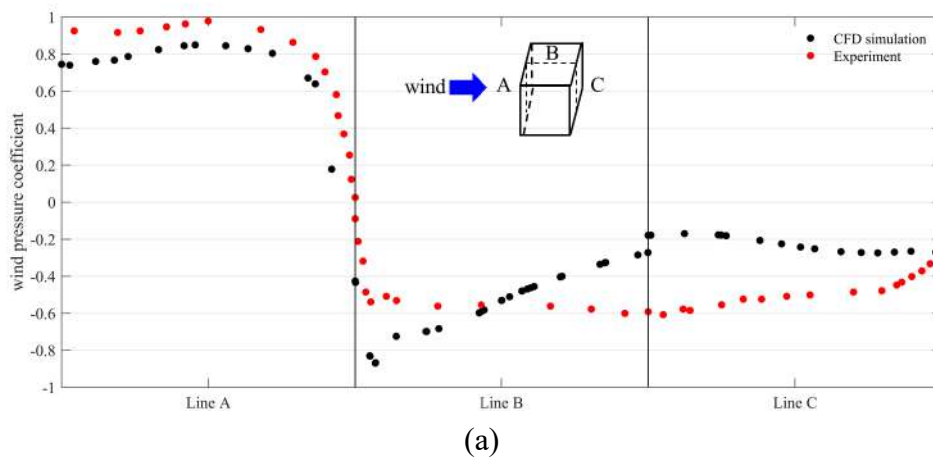 1
0.8
0.6
0.4
0.2
0
-0.2
-0.4
-0.6
-0.8
-1
wind pressure coefficient
CFD simulation
Experiment
wind
A
B
C
Line A
Line B
Line C
(a)